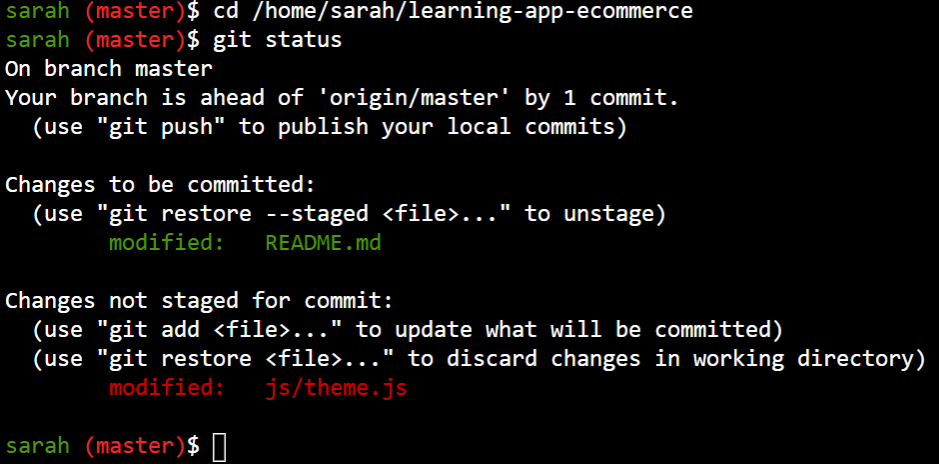 sarah (master)$ cd /home/sarah/learning-app-ecommerce
sarah (master)$ git status
On branch master
Your branch is ahead of 'origin/master' by 1 commit.
  (use "git push" to publish your local commits)

Changes to be committed:
  (use "git restore --staged <file>..." to unstage)
        modified:   README.md

Changes not staged for commit:
  (use "git add <file>..." to update what will be committed)
  (use "git restore <file>..." to discard changes in working directory)
        modified:   js/theme.js

sarah (master)$